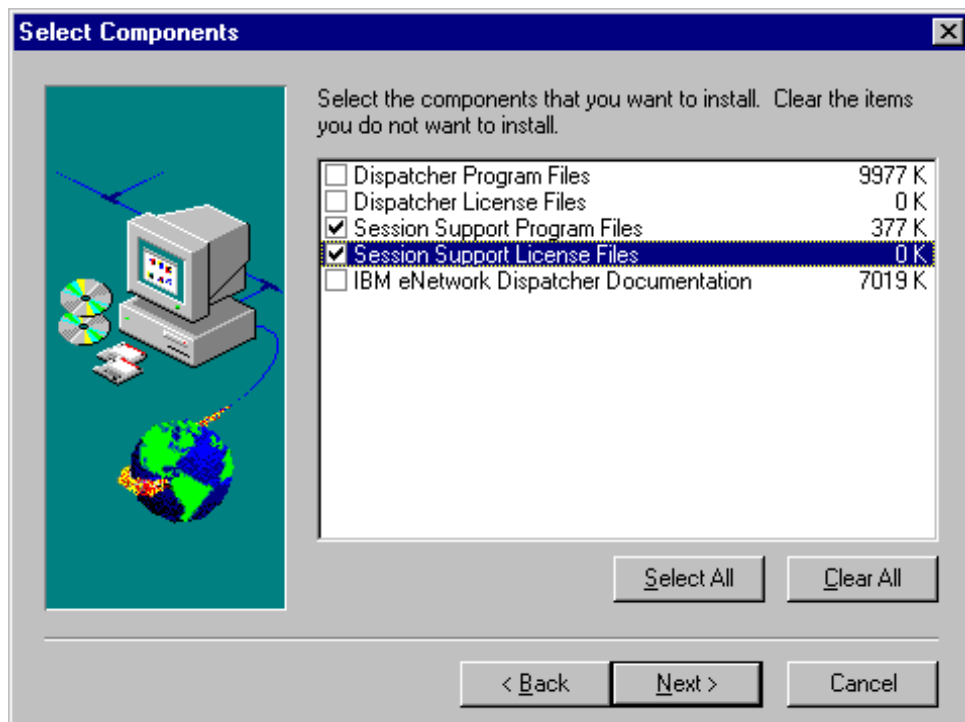 Select Components
Select the components that you want to install. Clear the items
you do not want to install.
Dispatcher Program Files 9977 K
Dispatcher License Files 0 K
Session Support Program Files 377 K
Session Support License Files 0 K
IBM eNetwork Dispatcher Documentation 7019 K
Select All Clear All
< Back Next > Cancel